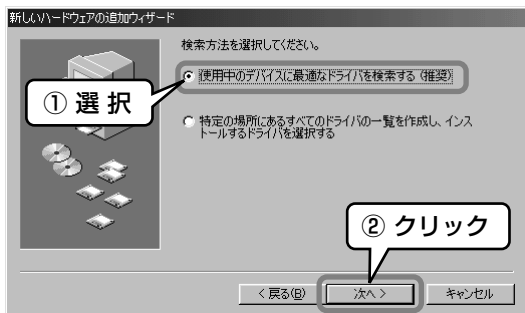 新しいハードウェアの追加ウィザード
検索方法を選択してください。
使用中のデバイスに最適なドライバを検索する（推奨）
① 選 択
特定の場所にあるすべてのドライバの一覧を作成し、インス
トールするドライバを選択する
② クリック
< 戻る(B)
次へ >
キャンセル